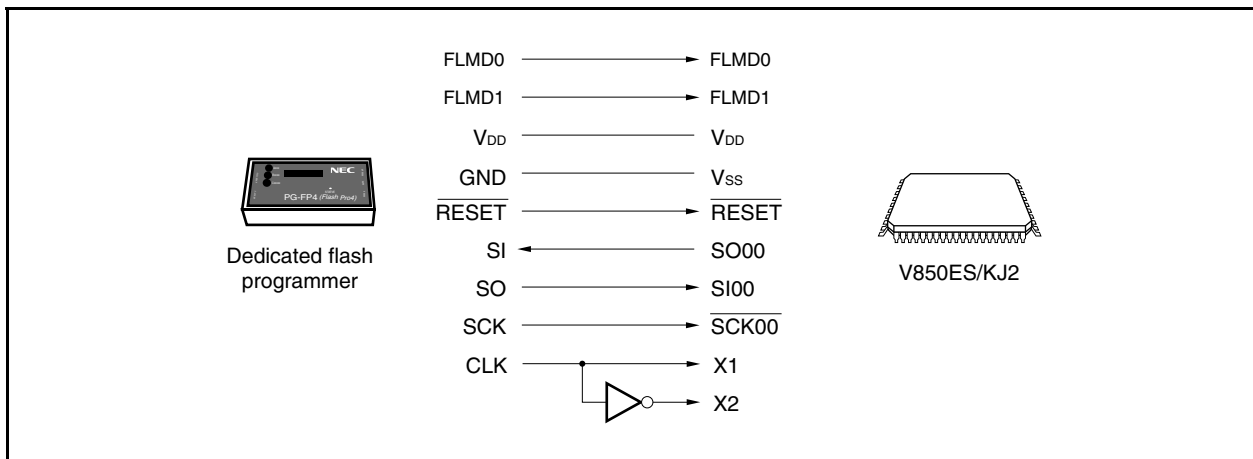 FLMD0 FLMD0
FLMD1 FLMD1
VDD VDD
GND VSS
RESET RESET
SI SO00
SO SI00
SCK SCK00
CLK X1
X2
NEC
PG-FP4 (Flash Pro4)
Dedicated flash
programmer
V850ES/KJ2